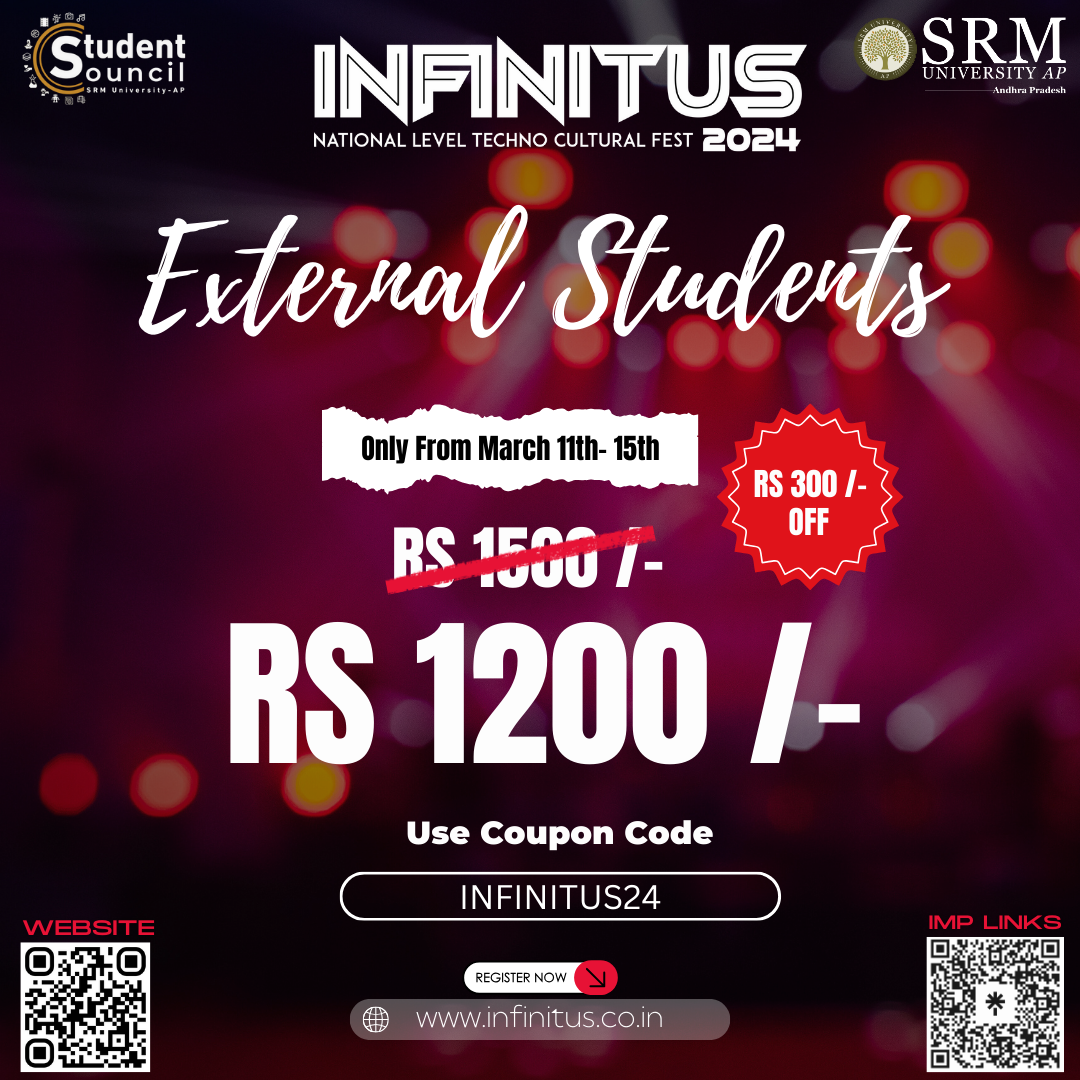 Student
Council
SRM University-AP
INFINITUS
NATIONAL LEVEL TECHNO CULTURAL FEST 2024
SRM
UNIVERSITY AP
Andhra Pradesh
External Students
Only From March 11th- 15th
RS 300 /-
OFF
RS 1500 /-
RS 1200 /-
Use Coupon Code
INFINITUS24
WEBSITE
IMP LINKS
REGISTER NOW
www.infinitus.co.in